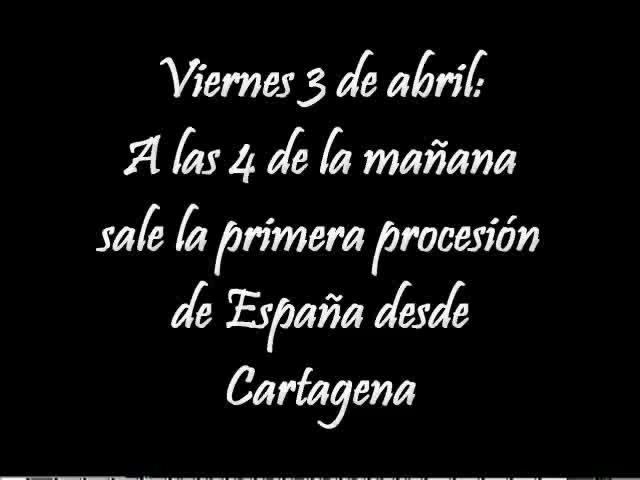 Viernes 3 de abril:
A las 4 de la mañana
sale la primera procesión
de España desde
Cartagena